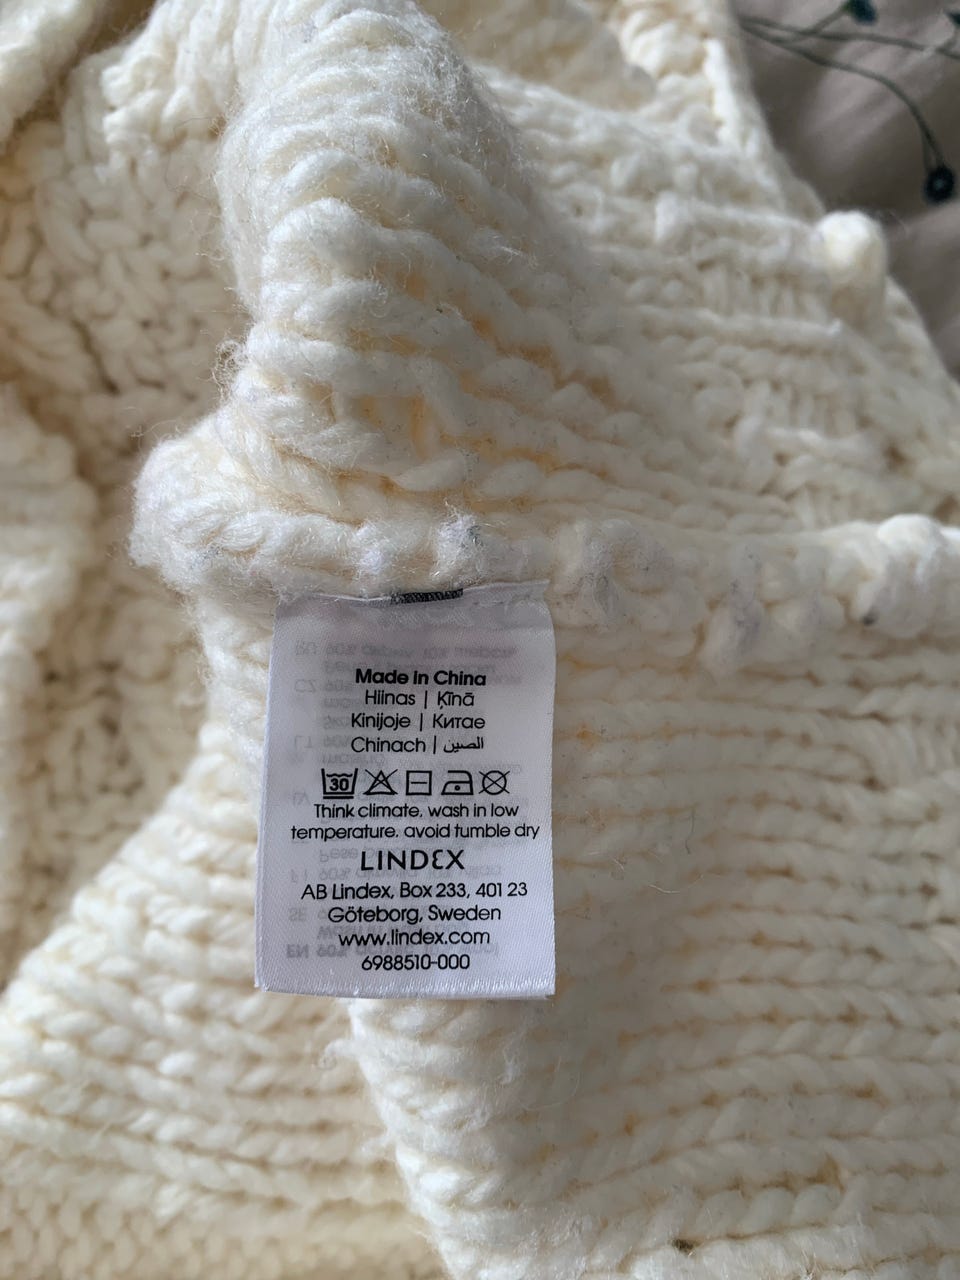 Made in China
Hiinas | Ķīnā
Kinijoje | Китае
Chinach | الصين
30
Think climate, wash in low
temperature. avoid tumble dry
LINDEX
AB Lindex, Box 233, 401 23
Göteborg, Sweden
www.lindex.com
6988510-000